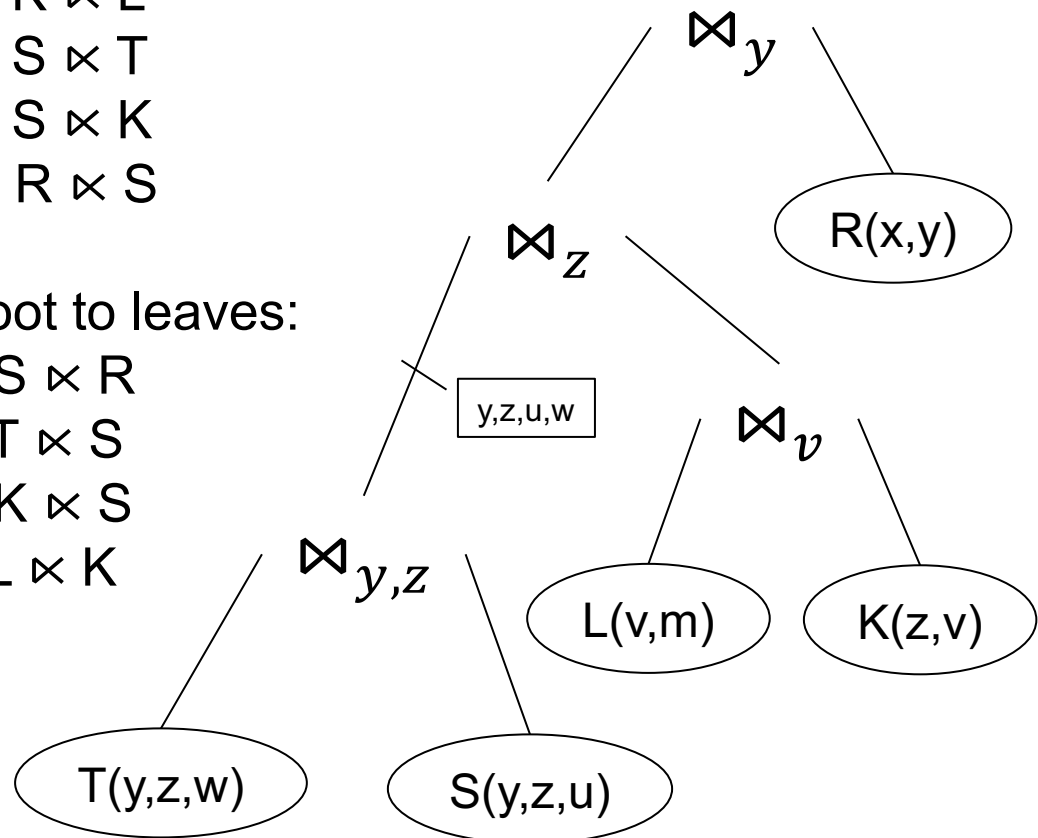 ⋉ L
S ⋉ T
S ⋉ K
R ⋉ S
oot to leaves:
S ⋉ R
T ⋉ S
K ⋉ S
L ⋉ K
⋈y
R(x,y)
⋈z
y,z,u,w
⋈v
⋈y,z
L(v,m)
K(z,v)
T(y,z,w)
S(y,z,u)